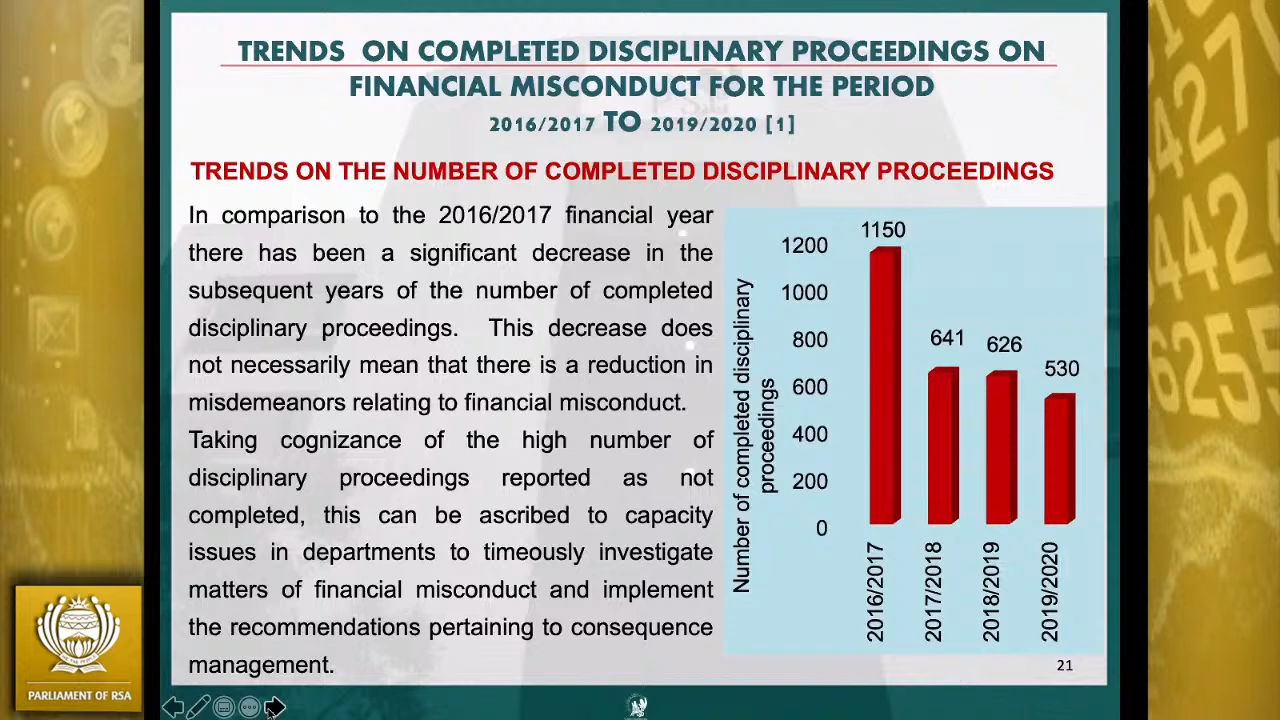 TRENDS ON COMPLETED DISCIPLINARY PROCEEDINGS ON
FINANCIAL MISCONDUCT FOR THE PERIOD
2016/2017 TO 2019/2020 [1]
TRENDS ON THE NUMBER OF COMPLETED DISCIPLINARY PROCEEDINGS
In comparison to the 2016/2017 financial year
there has been a significant decrease in the
subsequent years of the number of completed
disciplinary proceedings. This decrease does
not necessarily mean that there is a reduction in
misdemeanors relating to financial misconduct.
Taking cognizance of the high number of
disciplinary proceedings reported as not
completed, this can be ascribed to capacity
issues in departments to timeously investigate
matters of financial misconduct and implement
the recommendations pertaining to consequence
management.
Number of completed disciplinary
proceedings
1200
1000
800
600
400
200
0
1150
641
626
530
2016/2017
2017/2018
2018/2019
2019/2020
21
PARLIAMENT OF RSA